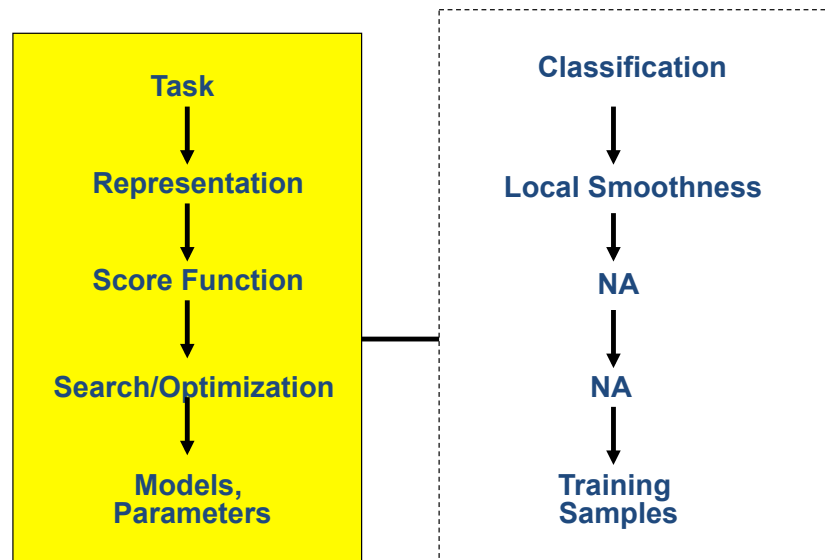 Task
Representation
Score Function
Search/Optimization
Models,
Parameters
Classification
Local Smoothness
NA
NA
Training
Samples